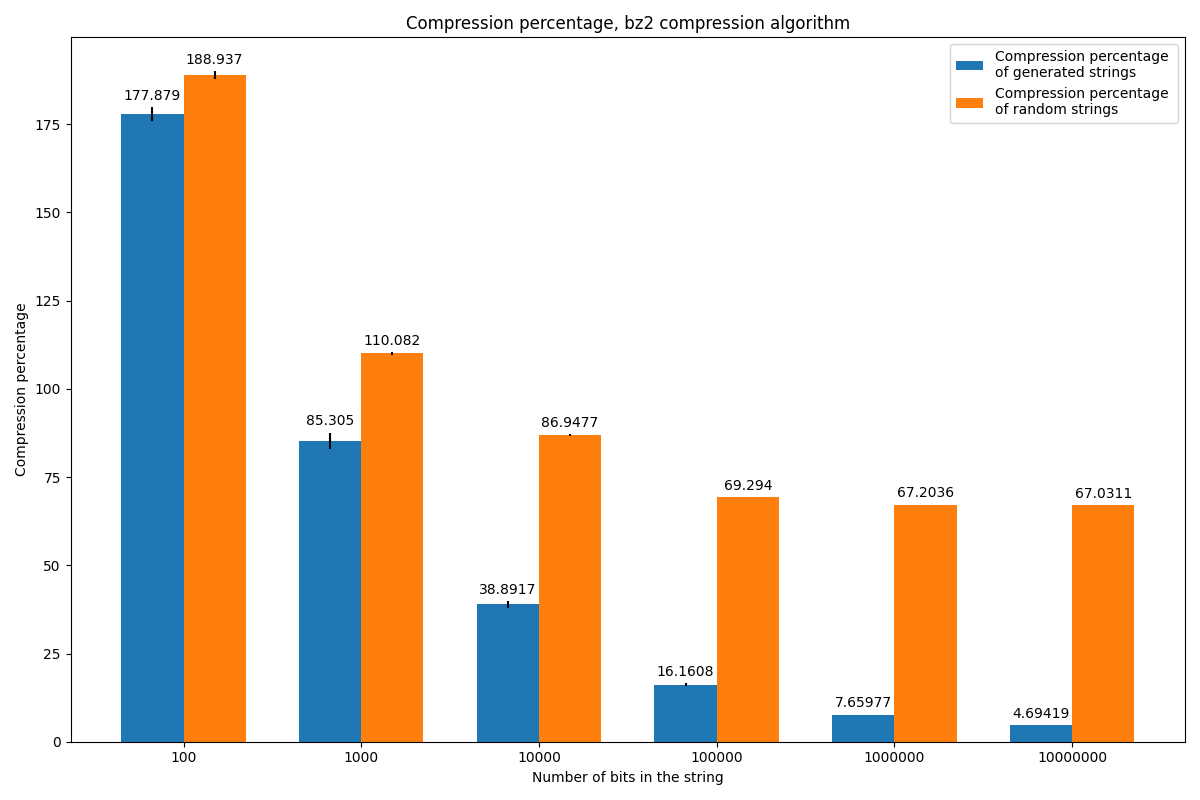 Compression percentage, bz2 compression algorithm
Compression percentage
of generated strings
Compression percentage
of random strings
188.937
177.879
110.082
85.305
86.9477
38.8917
69.294
16.1608
67.2036
7.65977
67.0311
4.69419
Compression percentage
175
150
125
100
75
50
25
0
100 1000 10000 100000 1000000 10000000
Number of bits in the string